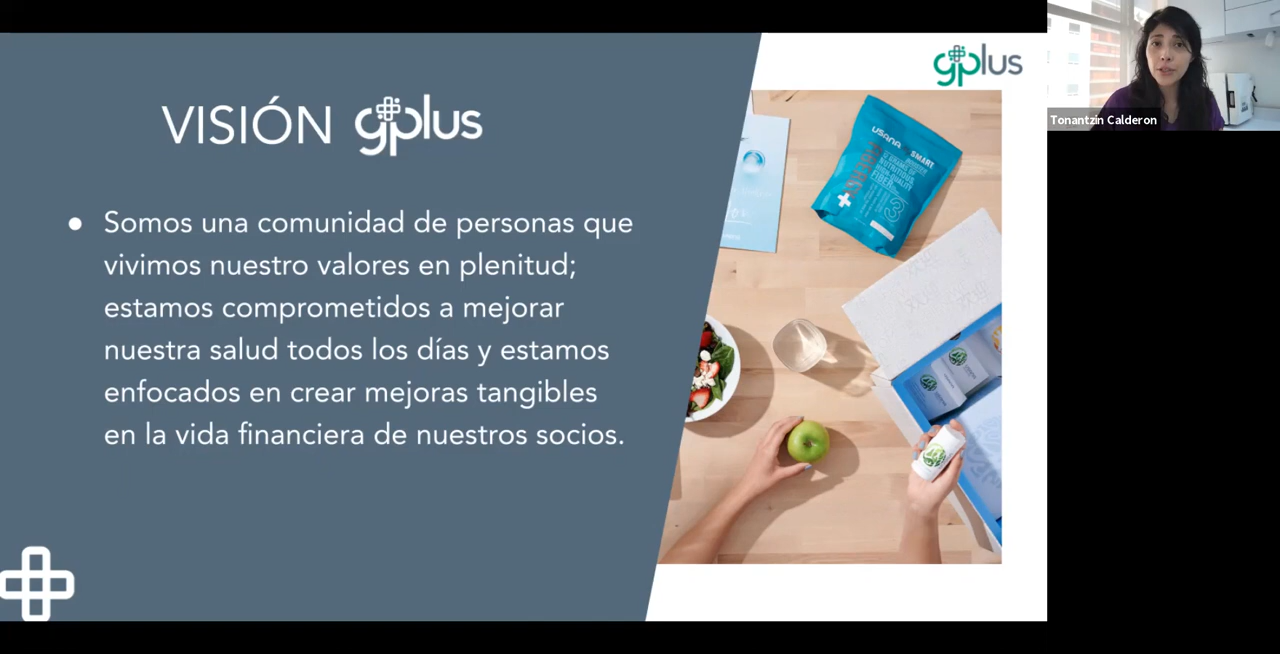 VISIÓN gplus
● Somos una comunidad de personas que
vivimos nuestro valores en plenitud;
estamos comprometidos a mejorar
nuestra salud todos los días y estamos
enfocados en crear mejoras tangibles
en la vida financiera de nuestros socios.
gplus
USANA SMART
FIBERGY
FIBER
3
Tonantzin Calderon